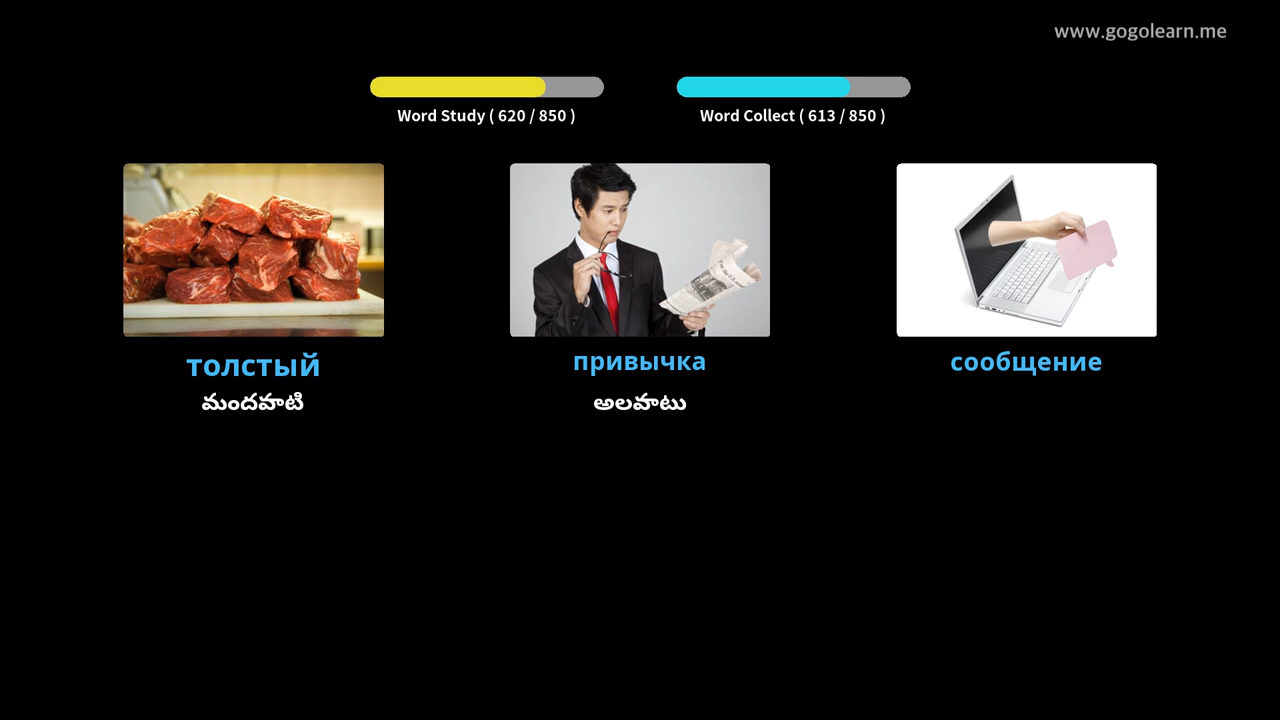 www.gogolearn.me
Word Study ( 620 / 850 )
Word Collect ( 613 / 850 )
толстый
మందపాటి
привычка
అలవాటు
сообщение